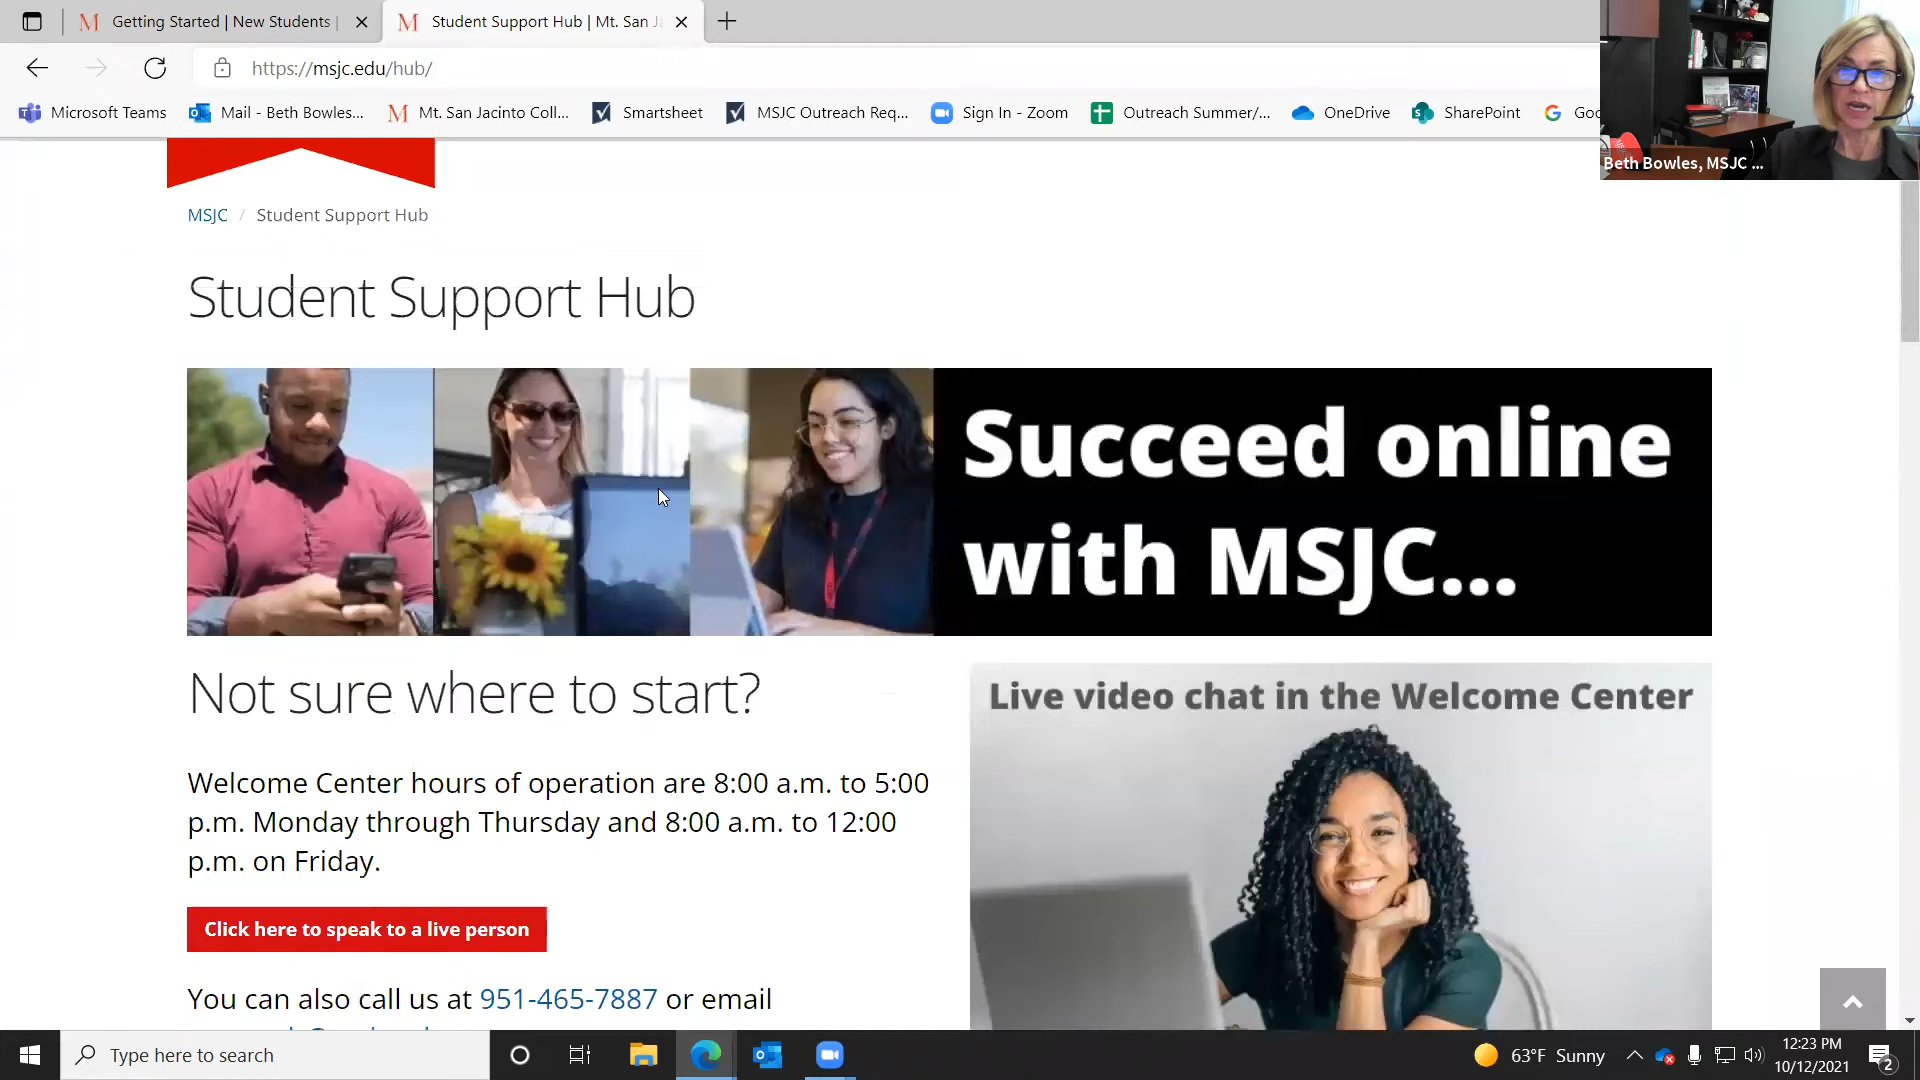 Getting Started | New Students |
Student Support Hub | Mt. San Ja
https://msjc.edu/hub/
Microsoft Teams
Mail - Beth Bowles...
Mt. San Jacinto Coll...
Smartsheet
MSJC Outreach Req...
Sign In - Zoom
Outreach Summer/...
OneDrive
SharePoint
Goo
Beth Bowles, MSJC ...
MSJC / Student Support Hub
Student Support Hub
Succeed online
with MSJC...
Not sure where to start?
Live video chat in the Welcome Center
Welcome Center hours of operation are 8:00 a.m. to 5:00
p.m. Monday through Thursday and 8:00 a.m. to 12:00
p.m. on Friday.
Click here to speak to a live person
You can also call us at 951-465-7887 or email
Type here to search
63°F Sunny
12:23 PM
10/12/2021
2